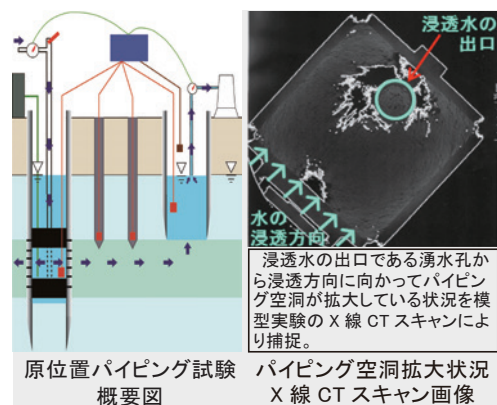 浸透水の
出口
水の
浸透方向
浸透水の出口である湧水孔か
ら浸透方向に向かってパイピン
グ空洞が拡大している状況を模
型実験の X 線 CT スキャンによ
り捕捉。
原位置パイピング試験
概要図
パイピング空洞拡大状況
X 線 CT スキャン画像